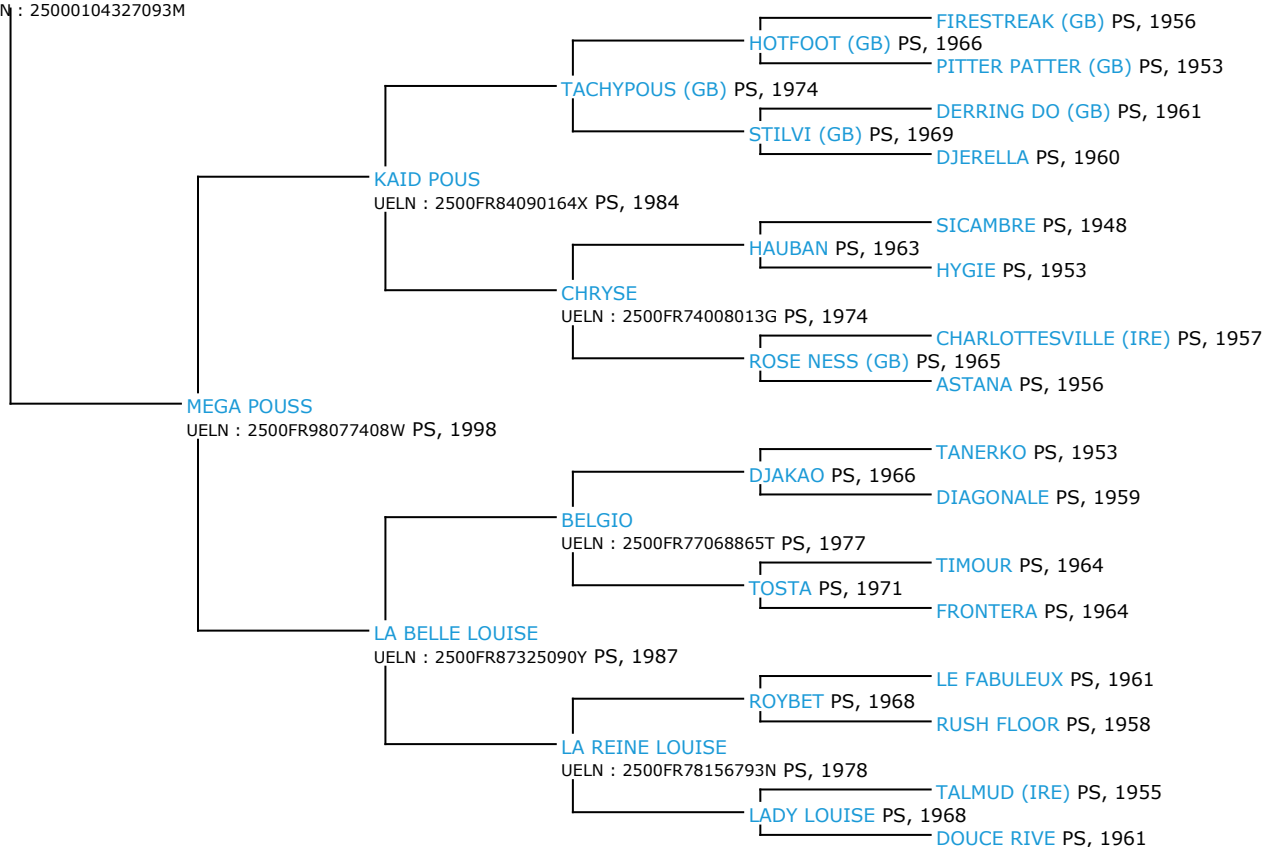 N : 25000104327093M
FIRESTREAK (GB) PS, 1956
HOTFOOT (GB) PS, 1966
PITTER PATTER (GB) PS, 1953
TACHYPOUS (GB) PS, 1974
DERRING DO (GB) PS, 1961
STILVI (GB) PS, 1969
DJERELLA PS, 1960
KAID POUS
UELN : 2500FR84090164X PS, 1984
SICAMBRE PS, 1948
HAUBAN PS, 1963
HYGIE PS, 1953
CHRYSE
UELN : 2500FR74008013G PS, 1974
CHARLOTTESVILLE (IRE) PS, 1957
ROSE NESS (GB) PS, 1965
ASTANA PS, 1956
MEGA POUSS
UELN : 2500FR98077408W PS, 1998
TANERKO PS, 1953
DJAKAO PS, 1966
DIAGONALE PS, 1959
BELGIO
UELN : 2500FR77068865T PS, 1977
TIMOUR PS, 1964
TOSTA PS, 1971
FRONTERA PS, 1964
LA BELLE LOUISE
UELN : 2500FR87325090Y PS, 1987
LE FABULEUX PS, 1961
ROYBET PS, 1968
RUSH FLOOR PS, 1958
LA REINE LOUISE
UELN : 2500FR78156793N PS, 1978
TALMUD (IRE) PS, 1955
LADY LOUISE PS, 1968
DOUCE RIVE PS, 1961